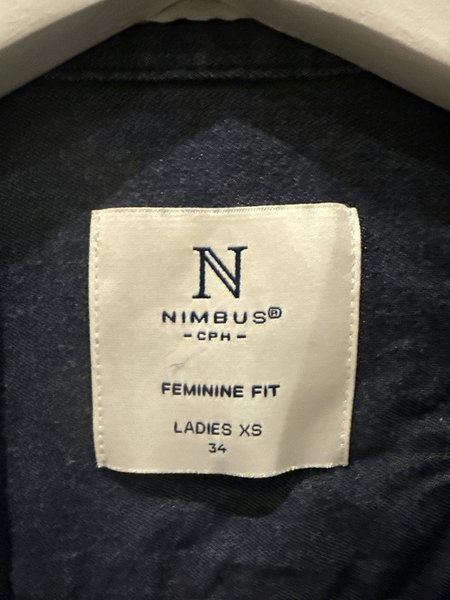 N
NIMBUS®
- CPH -
FEMININE FIT
LADIES XS
34